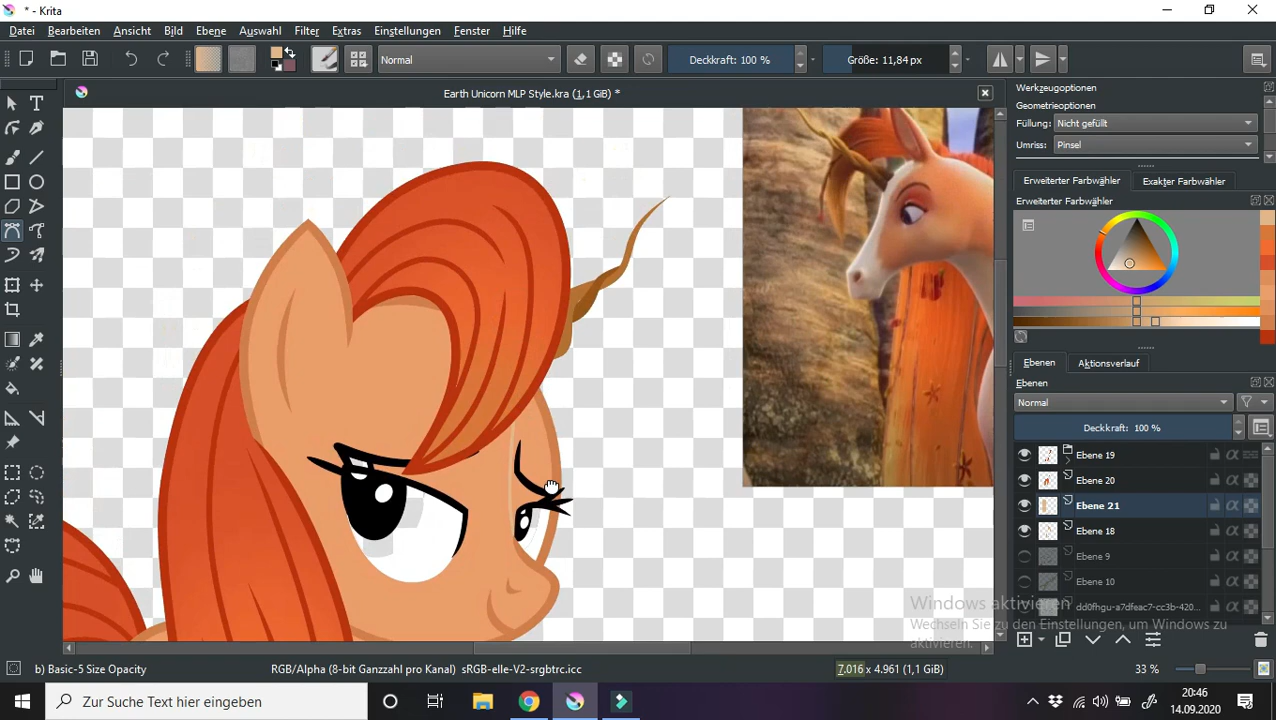 * - Krita
Datei Bearbeiten Ansicht Bild Ebene Auswahl Filter Extras Einstellungen Fenster Hilfe
Normal
Deckkraft: 100 %
Größe: 11,84 px
Earth Unicorn MLP Style.kra (1,1 GiB) *
Werkzeugoptionen
Geometrieoptionen
Füllung: Nicht gefüllt
Umriss: Pinsel
Erweiterter Farbwähler Exakter Farbwähler
Erweiterter Farbwähler
Ebenen Aktionsverlauf
Ebenen
Normal
Deckkraft: 100 %
Ebene 19
Ebene 20
Ebene 21
Ebene 18
Ebene 9
Ebene 10
dd0fhgu-a7dfeac7-cc3b-420...
Windows aktivieren
Wechseln Sie zu den Einstellungen, um Windows zu
aktivieren.
b) Basic-5 Size Opacity
RGB/Alpha (8-bit Ganzzahl pro Kanal) sRGB-elle-V2-srgbtrc.icc
7.016 x 4.961 (1,1 GiB)
33 %
Zur Suche Text hier eingeben
20:46
14.09.2020